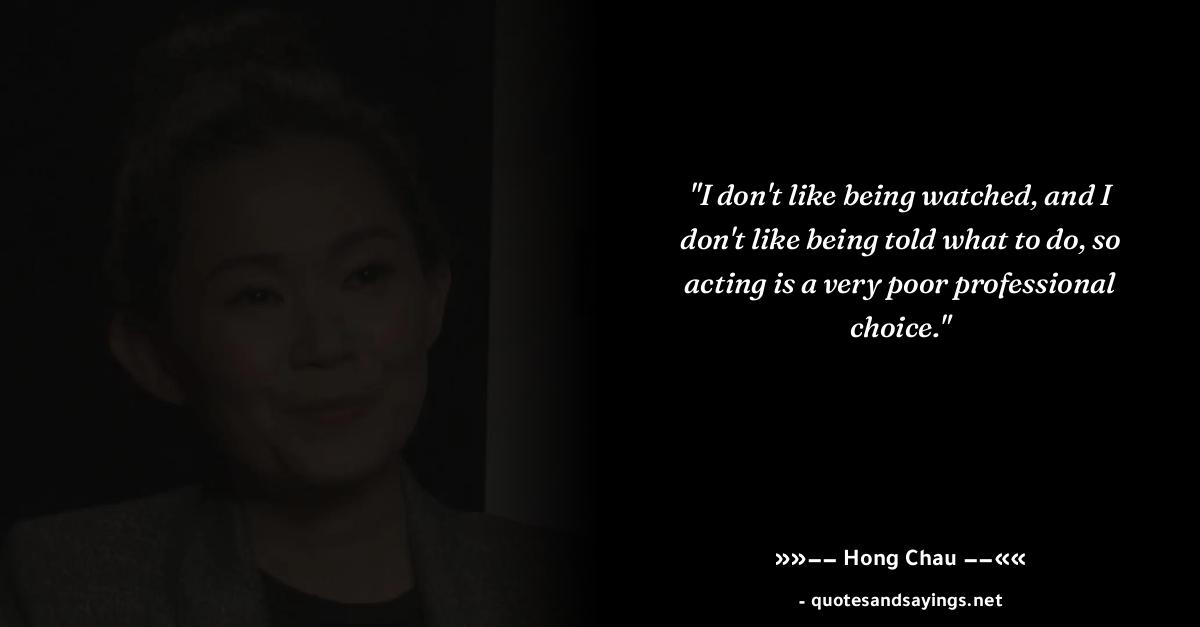 "I don't like being watched, and I
don't like being told what to do, so
acting is a very poor professional
choice."
»»–– Hong Chau ––««
- quotesandsayings.net